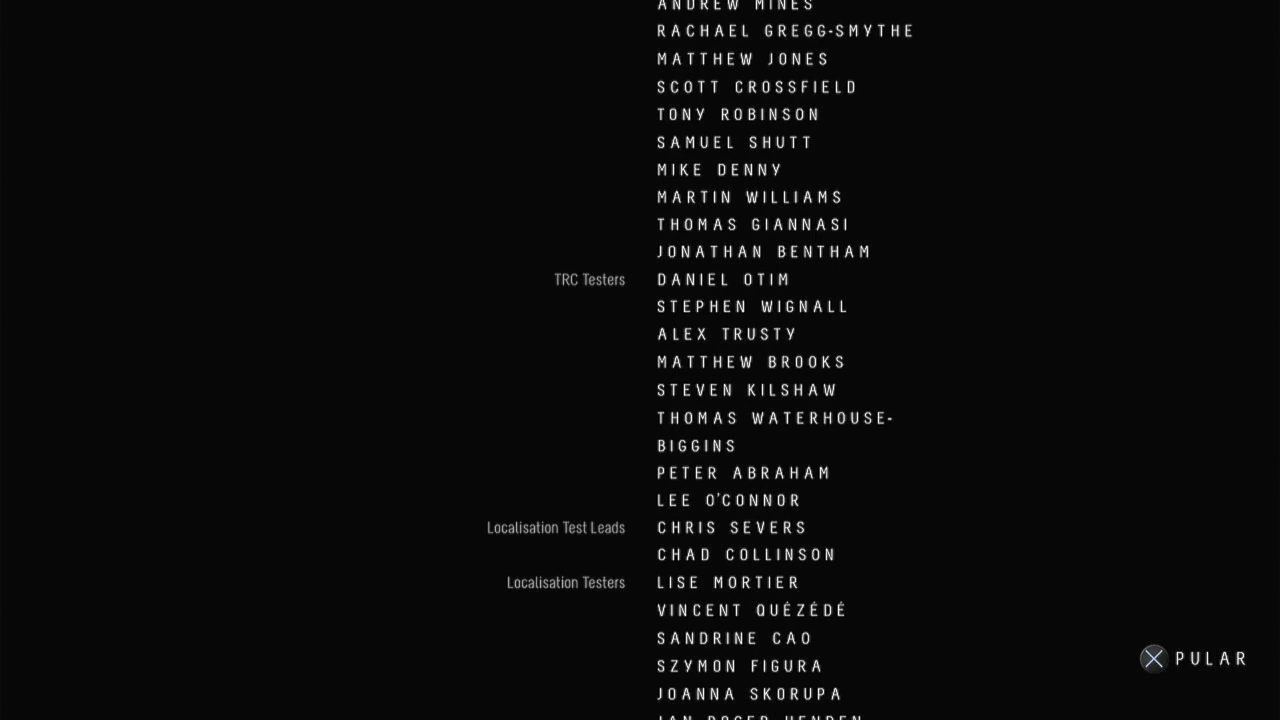 ANDREW MINES
RACHAEL GREGG-SMYTHE
MATTHEW JONES
SCOTT CROSSFIELD
TONY ROBINSON
SAMUEL SHUTT
MIKE DENNY
MARTIN WILLIAMS
THOMAS GIANNASI
JONATHAN BENTHAM
TRC Testers DANIEL OTIM
STEPHEN WIGNALL
ALEX TRUSTY
MATTHEW BROOKS
STEVEN KILSHAW
THOMAS WATERHOUSE-
BIGGINS
PETER ABRAHAM
LEE O'CONNOR
Localisation Test Leads CHRIS SEVERS
CHAD COLLINSON
Localisation Testers LISE MORTIER
VINCENT QUÉZÉDÉ
SANDRINE CAO
SZYMON FIGURA
PULAR
JOANNA SKORUPA
JAN ROGER HENDEN